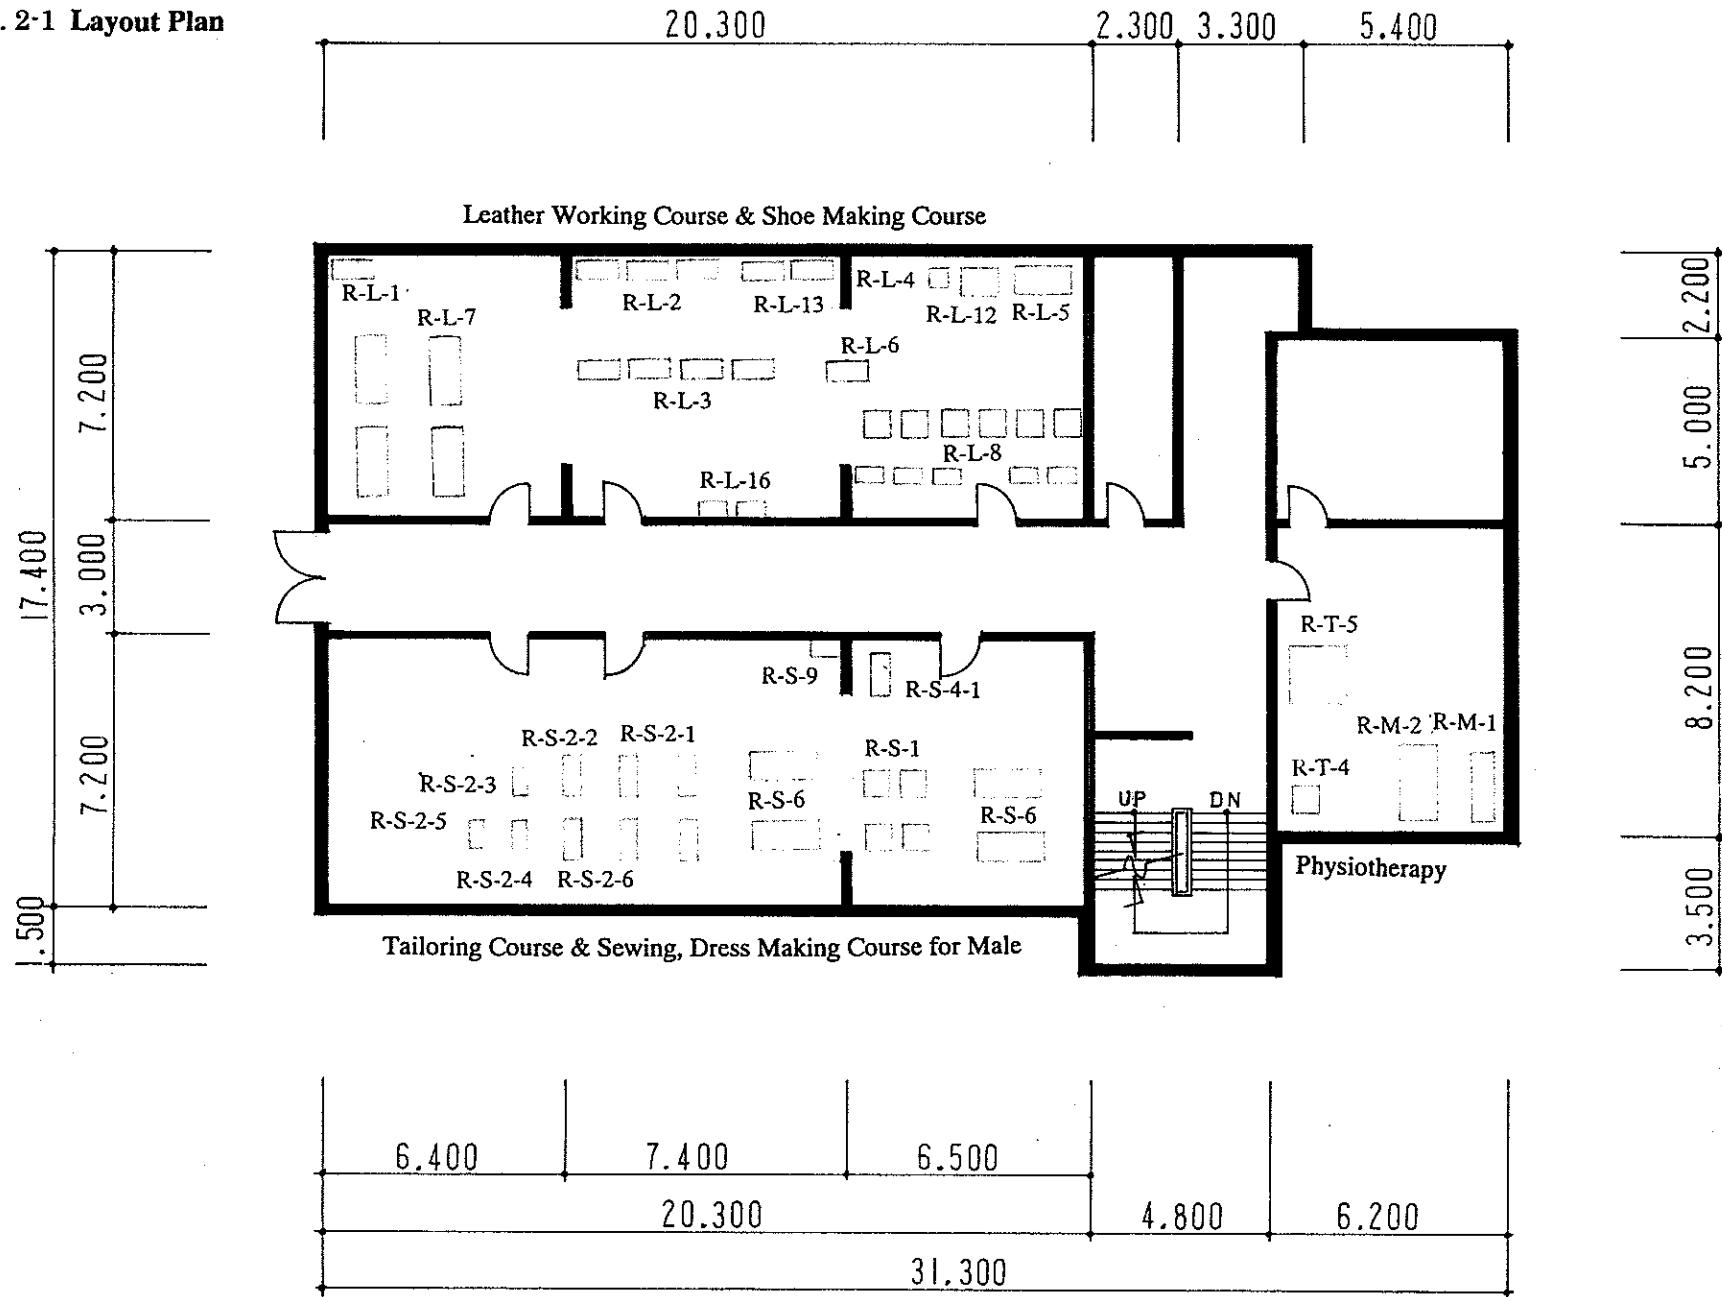 . 2-1 Layout Plan
20.300
2.300
3.300
5.400
Leather Working Course & Shoe Making Course
R-L-1
R-L-7
R-L-2
R-L-13
R-L-4
R-L-12
R-L-5
R-L-6
R-L-3
R-L-8
R-L-16
17.400
7.200
3.000
7.200
1.500
2.200
5.000
8.200
3.500
R-S-9
R-S-4-1
R-T-5
R-S-2-2
R-S-2-1
R-S-1
R-M-2
R-M-1
R-S-2-3
R-S-6
R-T-4
R-S-2-5
R-S-6
UP
DN
R-S-2-4
R-S-2-6
Physiotherapy
Tailoring Course & Sewing, Dress Making Course for Male
6.400
7.400
6.500
20.300
4.800
6.200
31.300